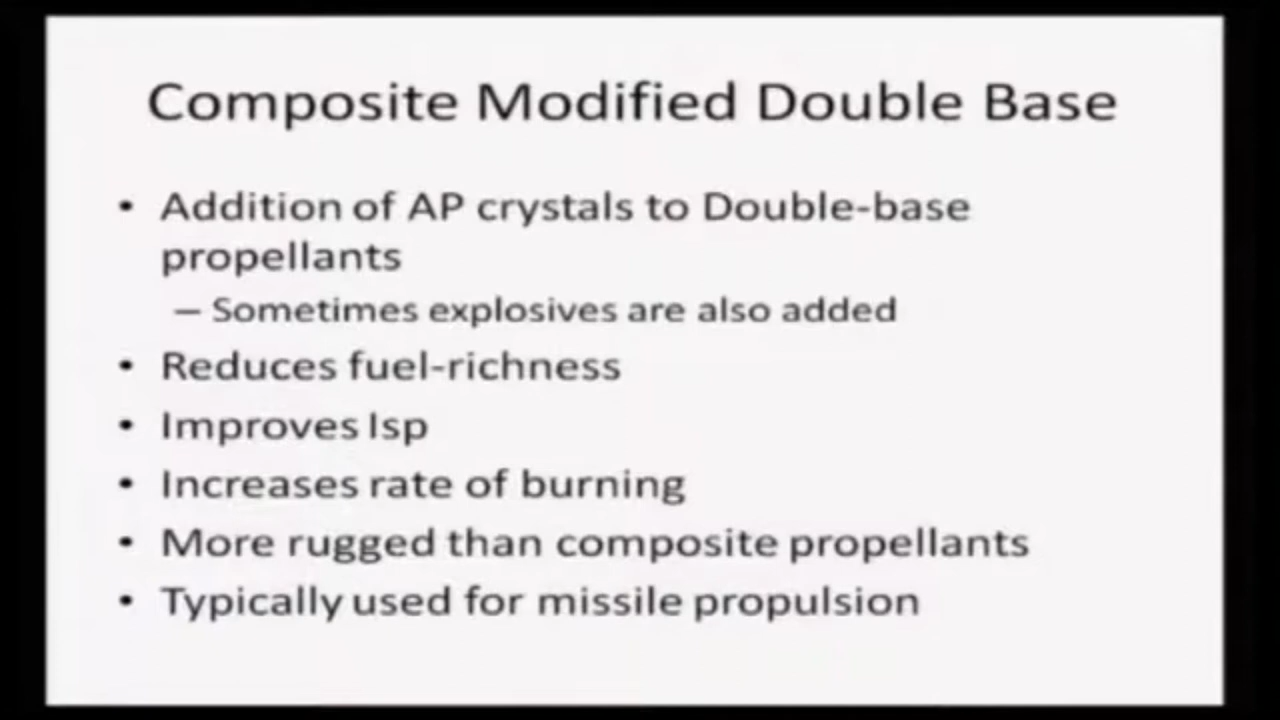 Composite Modified Double Base
• Addition of AP crystals to Double-base
propellants
– Sometimes explosives are also added
• Reduces fuel-richness
• Improves Isp
• Increases rate of burning
• More rugged than composite propellants
• Typically used for missile propulsion